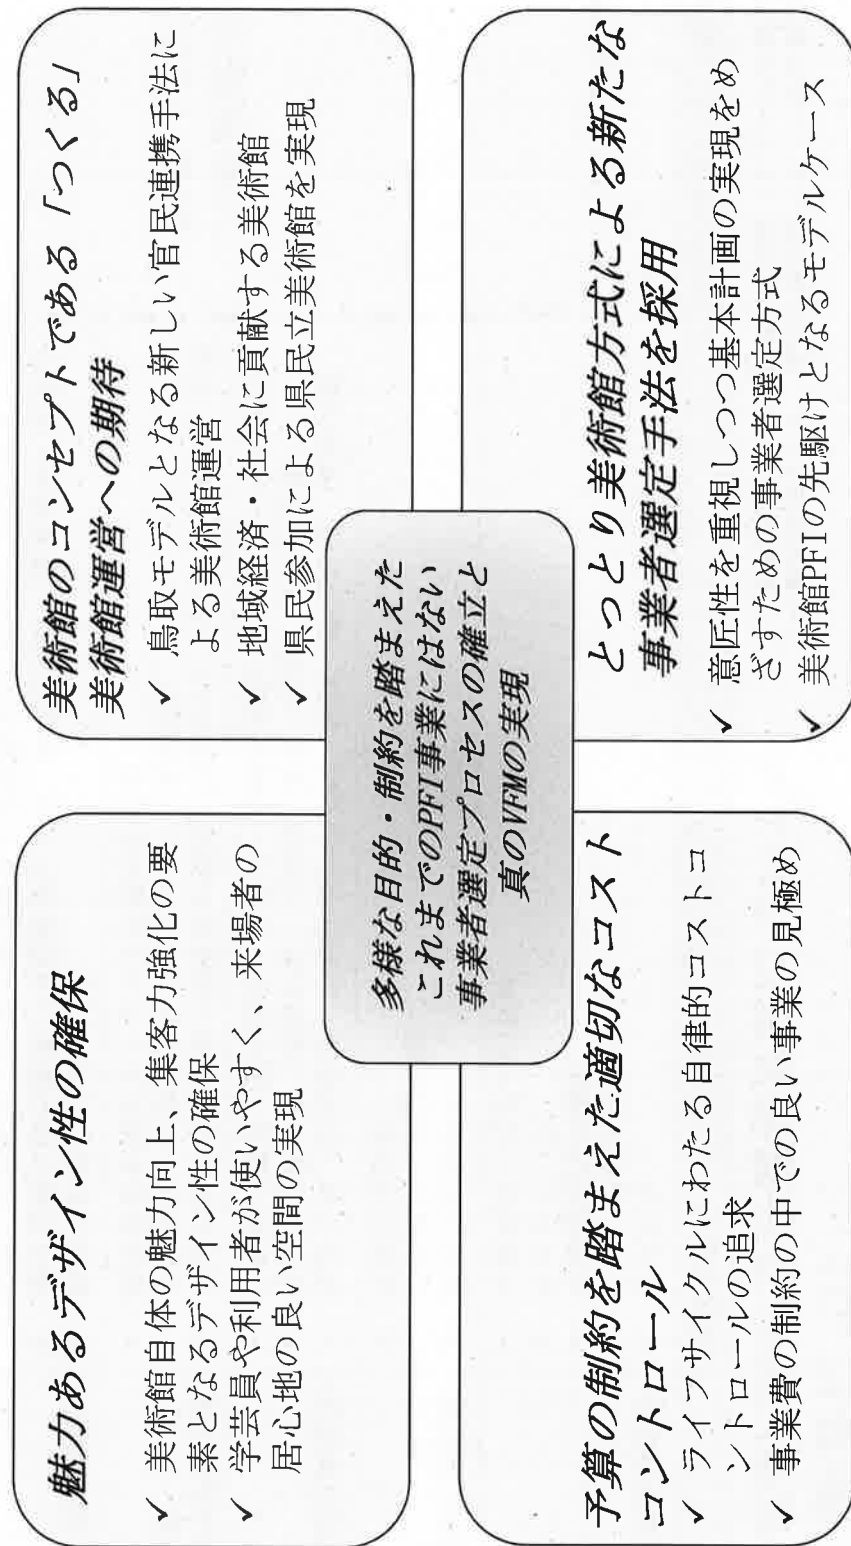 魅力あるデザイン性の確保
✓ 美術館自体の魅力向上、集客力強化の要
素となるデザイン性の確保
✓ 学芸員や利用者が使いやすく、来場者の
居心地の良い空間の実現
美術館のコンセプトである「つくる」
美術館運営への期待
✓ 鳥取モデルとなる新しい官民連携手法に
よる美術館運営
✓ 地域経済・社会に貢献する美術館
✓ 県民参加による県民立美術館を実現
多様な目的・制約を踏まえた
これまでのPFI事業にはない
事業者選定プロセスの確立と
真のVFMの実現
予算の制約を踏まえた適切なコスト
コントロール
✓ ライフサイクルにわたる自律的コストコ
ントロールの追求
✓ 事業費の制約の中での良い事業の見極め
とっとり美術館方式による新たな
事業者選定手法を採用
✓ 意匠性を重視しつつ基本計画の実現をめ
ざすための事業者選定方式
✓ 美術館PFIの先駆けとなるモデルケース